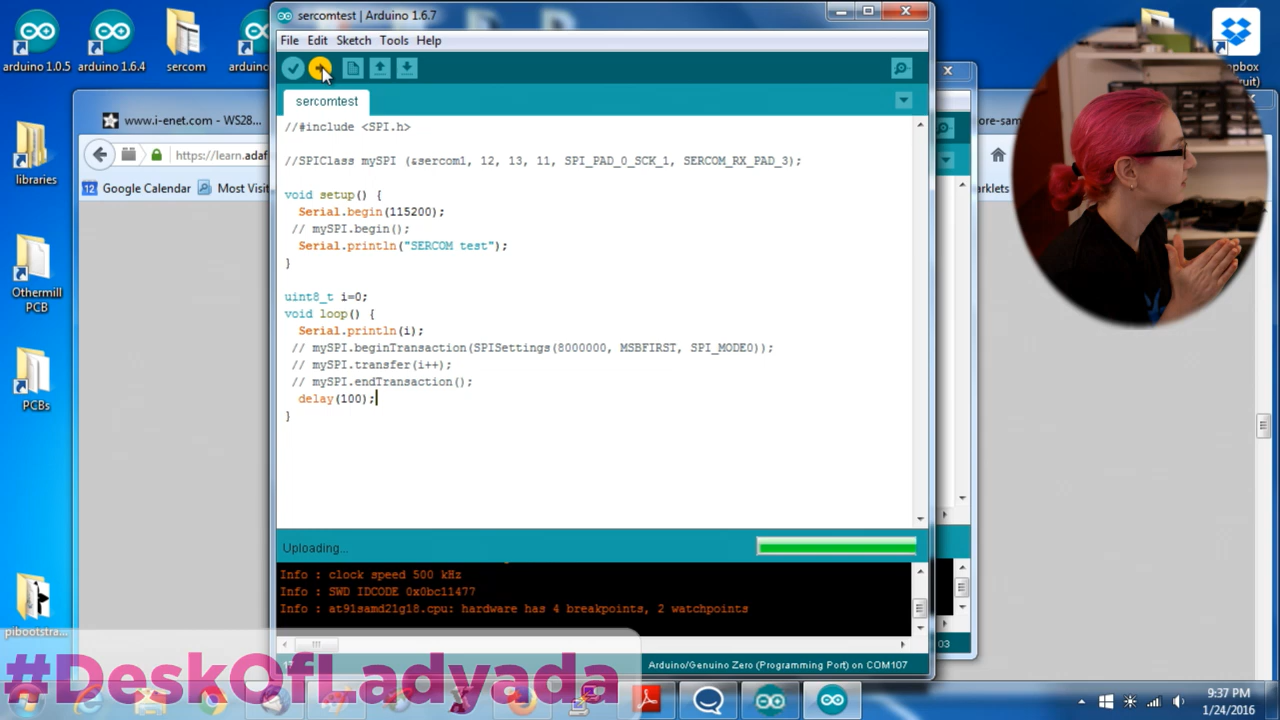 sercomtest | Arduino 1.6.7
File Edit Sketch Tools Help
arduino 1.0.5
arduino 1.6.4
sercom
sercomtest
www.i-enet.com - WS28...
https://learn.adaf
Google Calendar
Most Visit
libraries
Othermill
PCB
PCBs
pibootstra...
//#include <SPI.h>
//SPIClass mySPI (&sercom1, 12, 13, 11, SPI_PAD_0_SCK_1, SERCOM_RX_PAD_3);
void setup() {
Serial.begin(115200);
// mySPI.begin();
Serial.println("SERCOM test");
}
uint8_t i=0;
void loop() {
Serial.println(i);
// mySPI.beginTransaction(SPISettings(8000000, MSBFIRST, SPI_MODE0));
// mySPI.transfer(i++);
// mySPI.endTransaction();
delay(100);
}
Uploading...
Info : clock speed 500 kHz
Info : SWD IDCODE 0x0bc11477
Info : at91samd21g18.cpu: hardware has 4 breakpoints, 2 watchpoints
Arduino/Genuino Zero (Programming Port) on COM107
03
#DeskOfLadyada
9:37 PM
1/24/2016